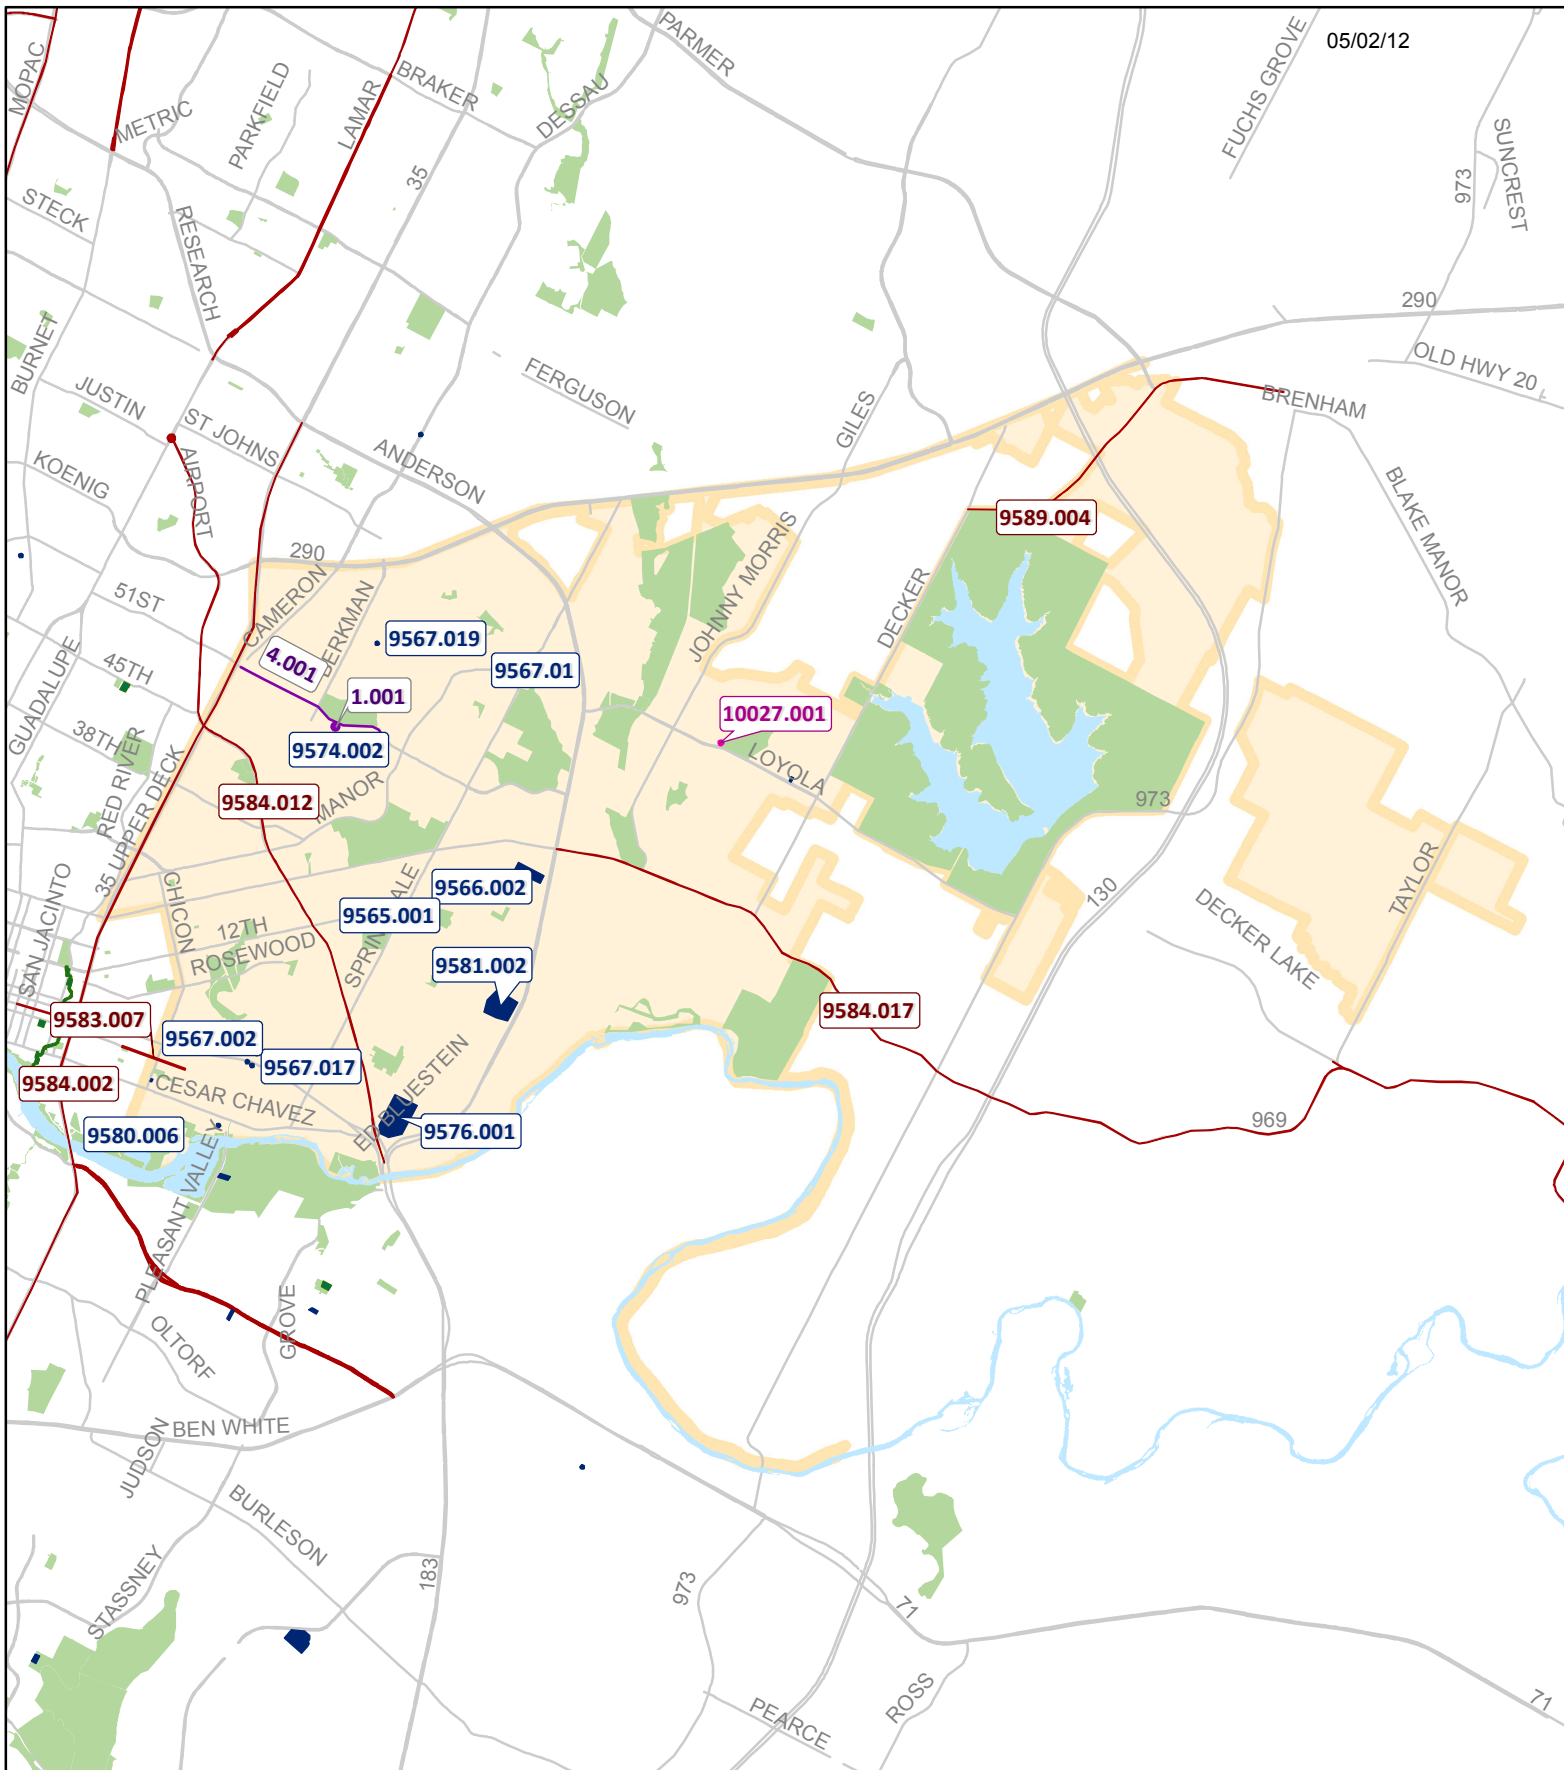 05/02/12
MOPAC
METRIC
PARKFIELD
LAMAR
BRAKER
DESSAU
PARMER
FUCHS GROVE
SUNCREST
973
35
STECK
RESEARCH
290
BURNET
OLD HWY 20
JUSTIN
ST JOHNS
FERGUSON
GILES
BRENHAM
KOENIG
AIRPORT
ANDERSON
BLAKE MANOR
9589.004
290
JOHNNY MORRIS
51ST
CAMERON
BERKMAN
DECKER
9567.019
GUADALUPE
45TH
4.001
9567.01
1.001
10027.001
38TH
RED RIVER
9574.002
LOYOLA
35 UPPER DECK
9584.012
MANOR
973
SAN JACINTO
CHICON
9566.002
TAYLOR
130
9565.001
12TH
ROSEWOOD
DECKER LAKE
9581.002
9583.007
9584.017
9567.002
9567.017
9584.002
CESAR CHAVEZ
ED BLUESTEIN
9580.006
9576.001
969
PLEASANT VALLEY
GROVE
OLTORF
BEN WHITE
JUDSON
BURLESON
STASSNEY
183
973
71
ROSS
PEARCE
71